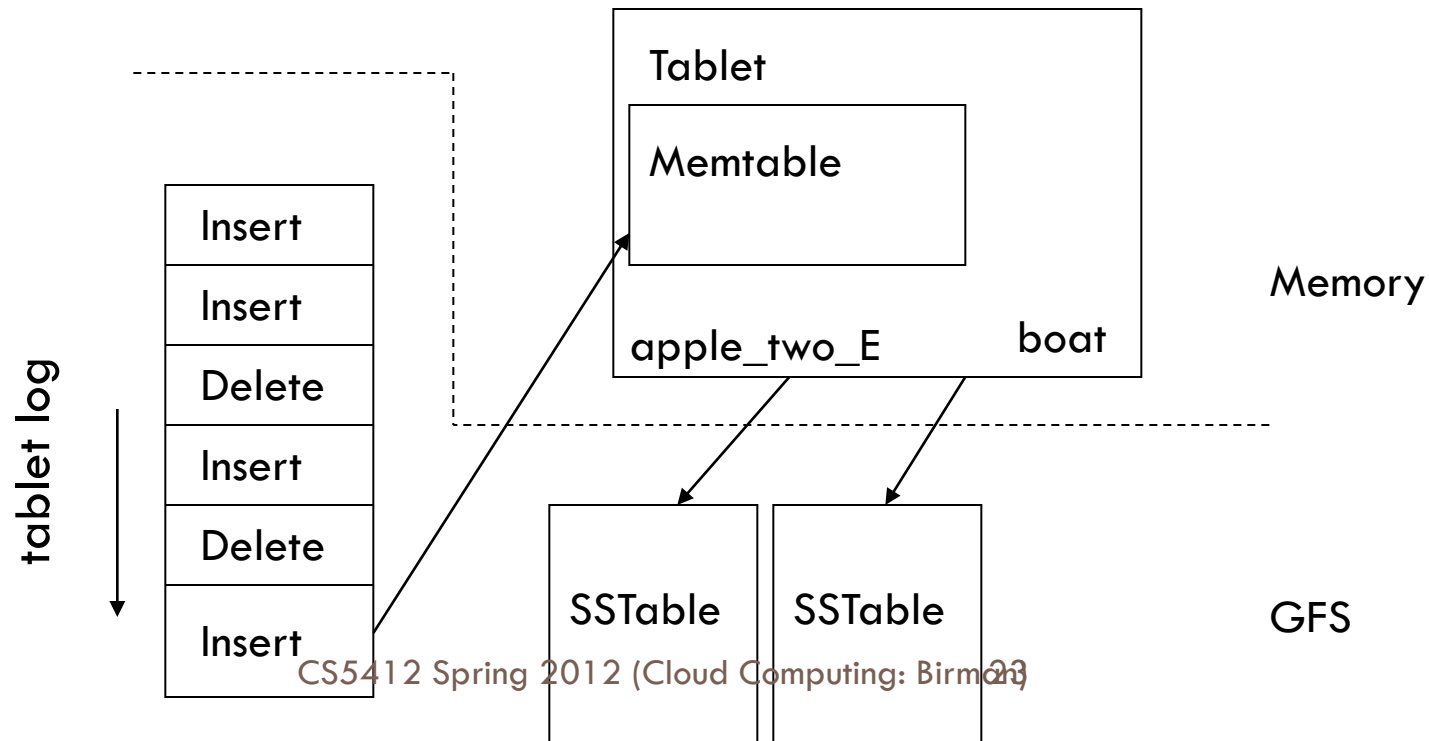 Tablet
Memtable
Insert
Insert
Memory
apple_two_E
boat
Delete
tablet log
Insert
Delete
SSTable
SSTable
GFS
Insert
CS5412 Spring 2012 (Cloud Computing: Birman)
23